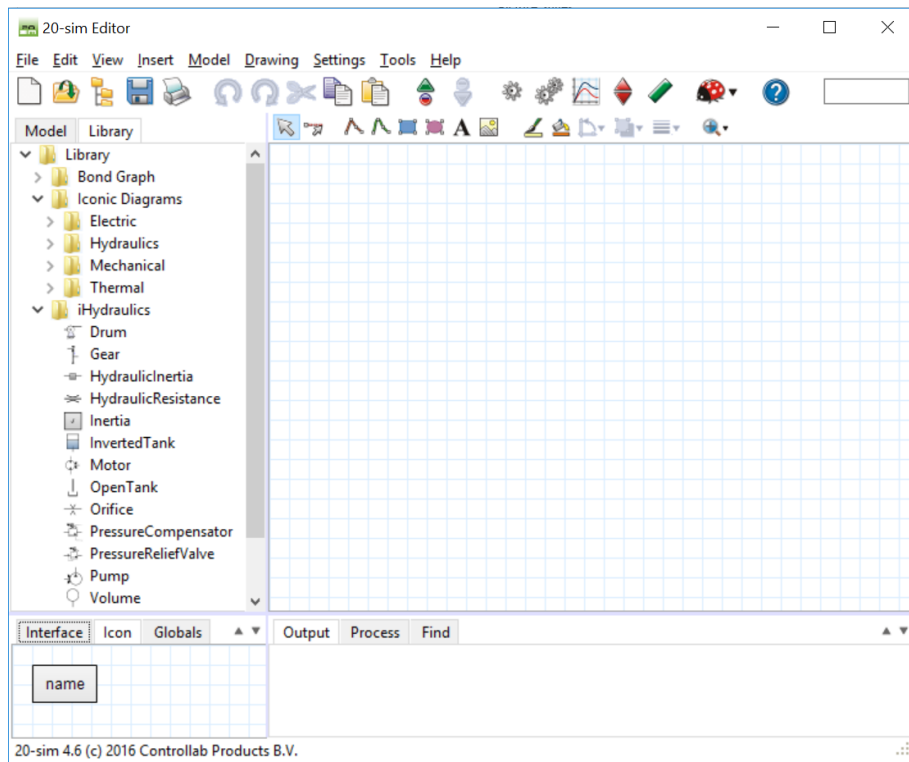 20-sim Editor
File Edit View Insert Model Drawing Settings Tools Help
Model Library
A
Library
Bond Graph
Iconic Diagrams
Electric
Hydraulics
Mechanical
Thermal
iHydraulics
Drum
Gear
HydraulicInertia
HydraulicResistance
Inertia
InvertedTank
Motor
OpenTank
Orifice
PressureCompensator
PressureReliefValve
Pump
Volume
Interface Icon Globals
Output Process Find
name
20-sim 4.6 (c) 2016 Controllab Products B.V.